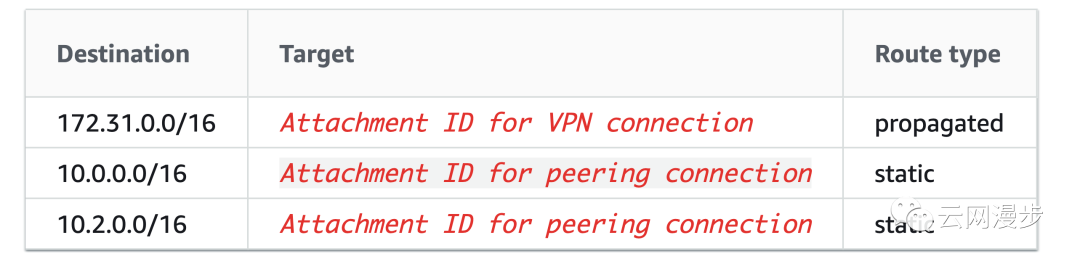 Destination Target Route type
172.31.0.0/16 Attachment ID for VPN connection propagated
10.0.0.0/16 Attachment ID for peering connection static
10.2.0.0/16 Attachment ID for peering connection static
云网漫步